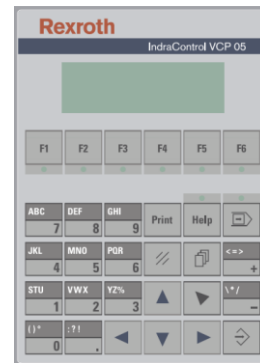 Rexroth
IndraControl VCP 05
F1 F2 F3 F4 F5 F6
ABC 7 DEF 8 GHI 9 Print Help
JKL 4 MNO 5 PQR 6 // <=> +
STU 1 VWX 2 YZ% 3 \*/ −
()° 0 :?! .